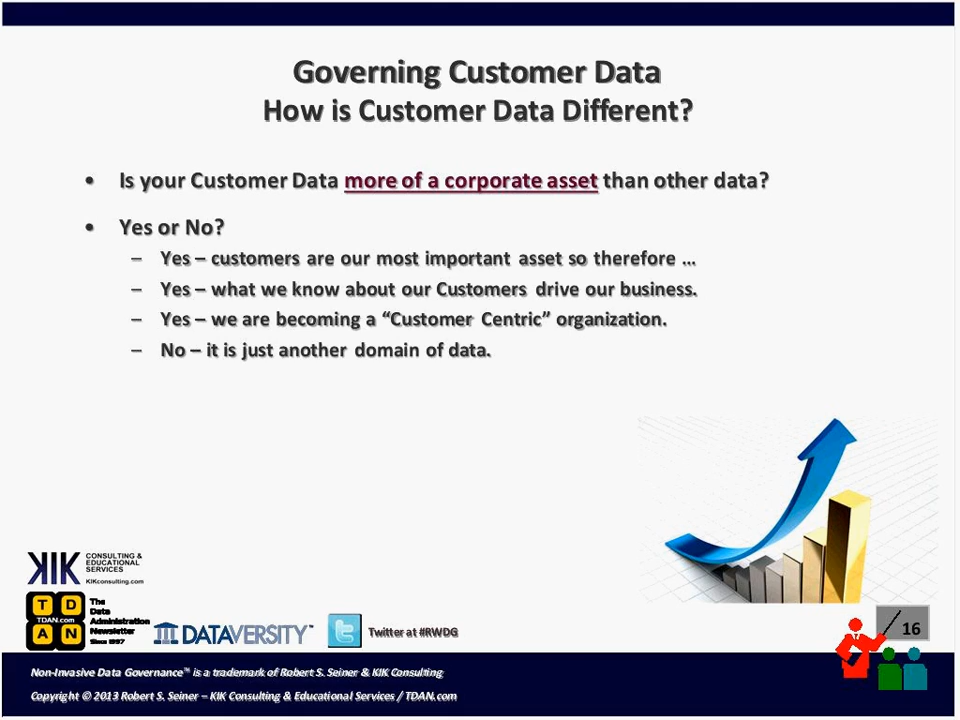 Governing Customer Data
How is Customer Data Different?
• Is your Customer Data more of a corporate asset than other data?
• Yes or No?
– Yes – customers are our most important asset so therefore ...
– Yes – what we know about our Customers drive our business.
– Yes – we are becoming a “Customer Centric” organization.
– No – it is just another domain of data.
KIK
CONSULTING &
EDUCATIONAL
SERVICES
KIKconsulting.com
T D
TDAN.com
A N
The
Data
Administration
Newsletter
Since 1997
DATAVERSITY™
Twitter at #RWDG
16
Non-Invasive Data Governance™ is a trademark of Robert S. Seiner & KIK Consulting
Copyright © 2013 Robert S. Seiner – KIK Consulting & Educational Services / TDAN.com